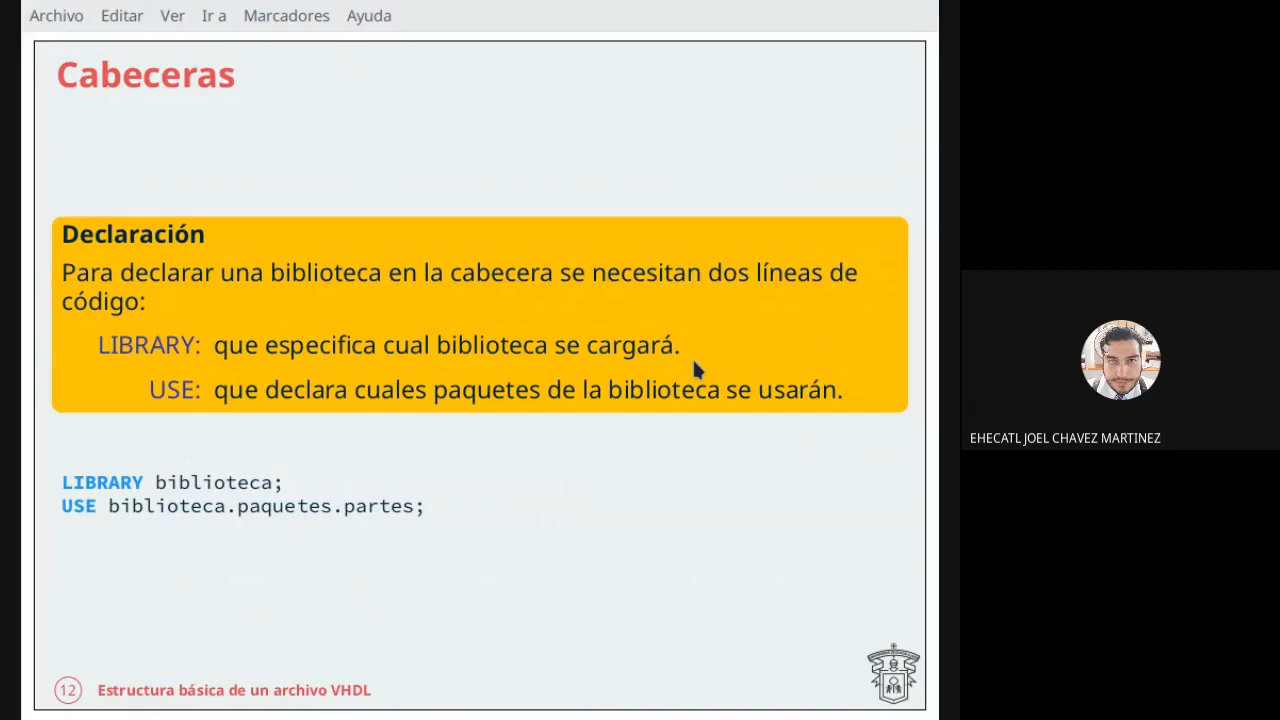 Archivo Editar Ver Ir a Marcadores Ayuda
Cabeceras
Declaración
Para declarar una biblioteca en la cabecera se necesitan dos líneas de
código:
LIBRARY: que especifica cual biblioteca se cargará.
USE: que declara cuales paquetes de la biblioteca se usarán.
LIBRARY biblioteca;
USE biblioteca.paquetes.partes;
12 Estructura básica de un archivo VHDL
EHECATL JOEL CHAVEZ MARTINEZ